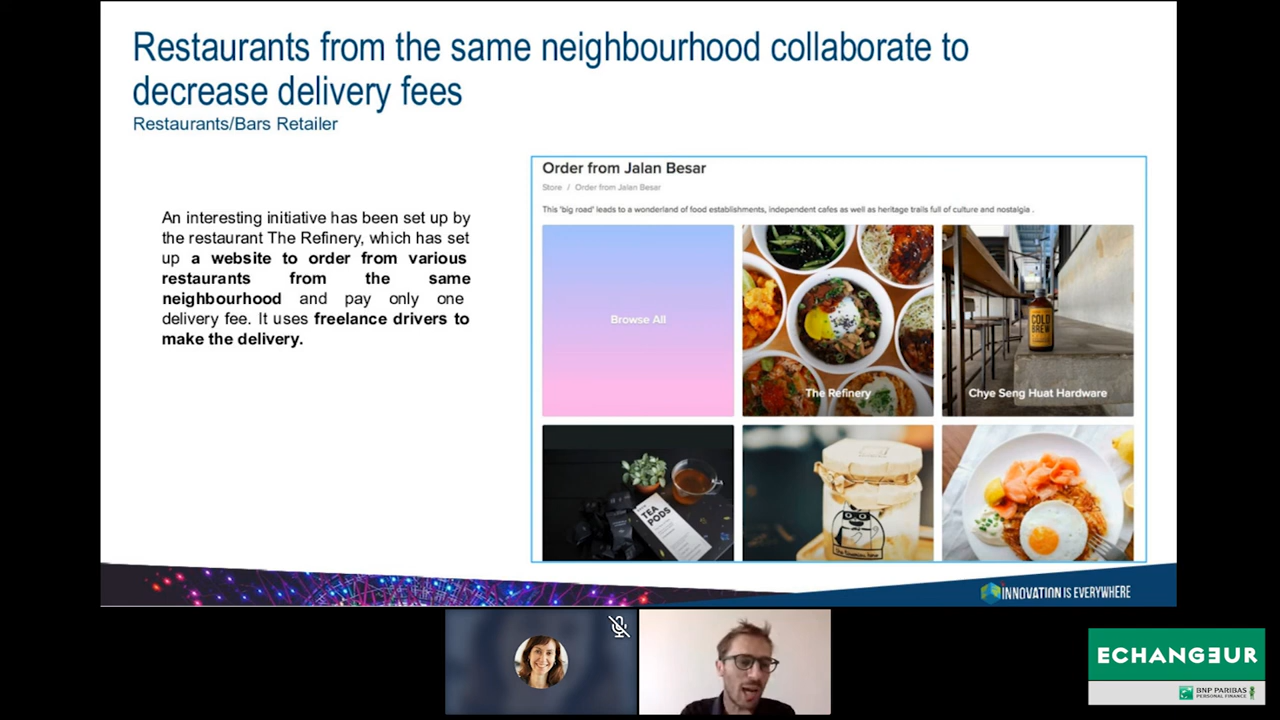 Restaurants from the same neighbourhood collaborate to
decrease delivery fees
Restaurants/Bars Retailer
An interesting initiative has been set up by
the restaurant The Refinery, which has set
up a website to order from various
restaurants from the same
neighbourhood and pay only one
delivery fee. It uses freelance drivers to
make the delivery.
Order from Jalan Besar
Store / Order from Jalan Besar
This 'big road' leads to a wonderland of food establishments, independent cafes as well as heritage trails full of culture and nostalgia .
Browse All
The Refinery
COLD
BREW
Chye Seng Huat Hardware
TEA
PODS
INNOVATION IS EVERYWHERE
ECHANGEUR
BNP PARIBAS
PERSONAL FINANCE